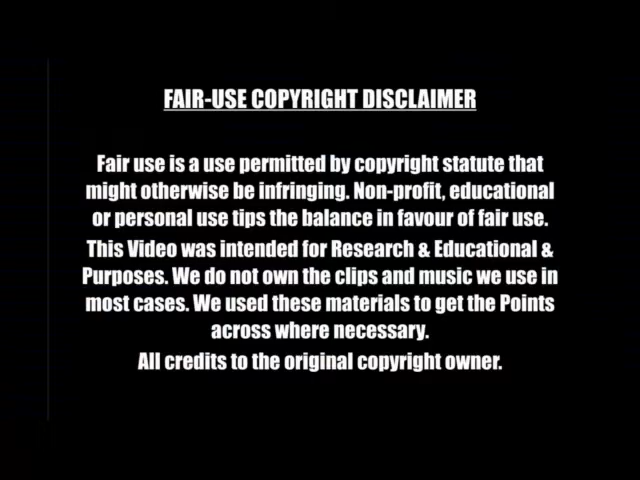 FAIR-USE COPYRIGHT DISCLAIMER
Fair use is a use permitted by copyright statute that
might otherwise be infringing. Non-profit, educational
or personal use tips the balance in favour of fair use.
This Video was intended for Research & Educational &
Purposes. We do not own the clips and music we use in
most cases. We used these materials to get the Points
across where necessary.
All credits to the original copyright owner.